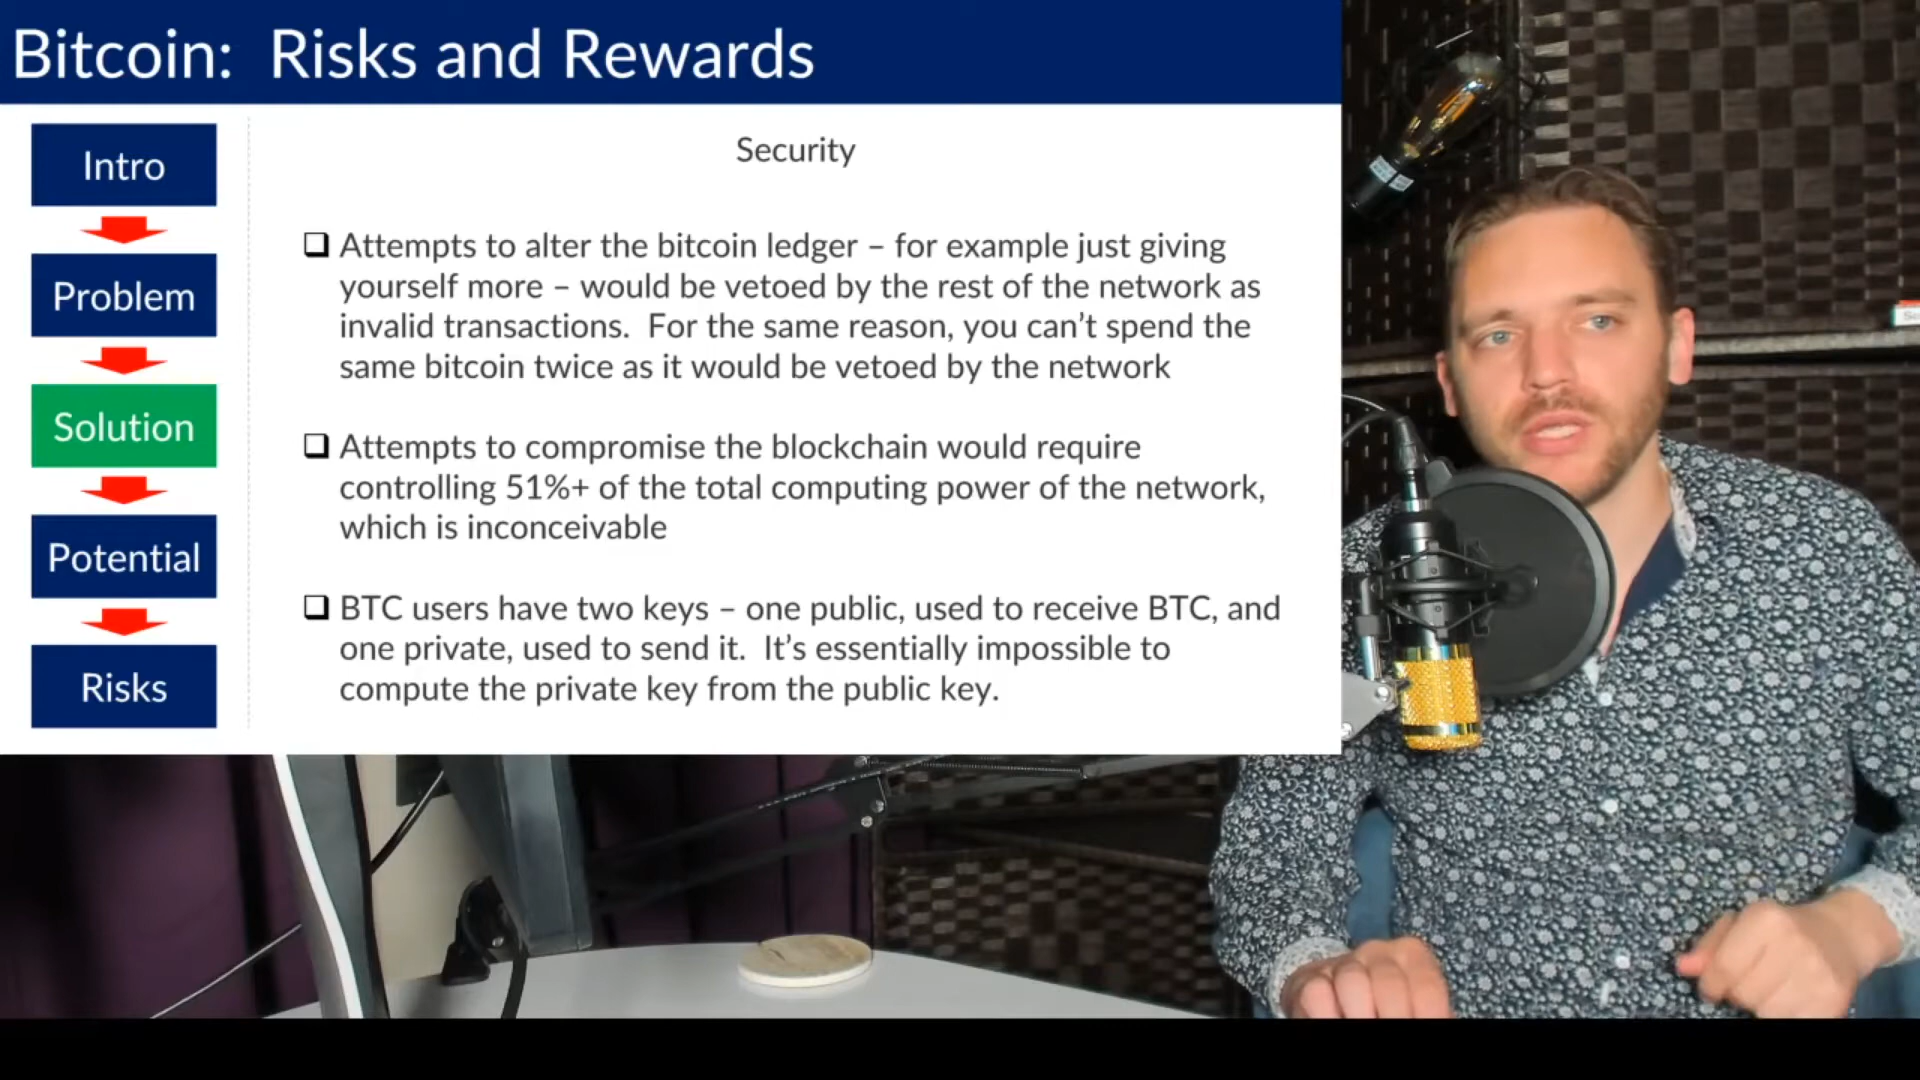 Bitcoin:  Risks and Rewards
Intro
Problem
Solution
Potential
Risks
Security
❑ Attempts to alter the bitcoin ledger – for example just giving
yourself more – would be vetoed by the rest of the network as
invalid transactions.  For the same reason, you can’t spend the
same bitcoin twice as it would be vetoed by the network
❑ Attempts to compromise the blockchain would require
controlling 51%+ of the total computing power of the network,
which is inconceivable
❑ BTC users have two keys – one public, used to receive BTC, and
one private, used to send it.  It’s essentially impossible to
compute the private key from the public key.